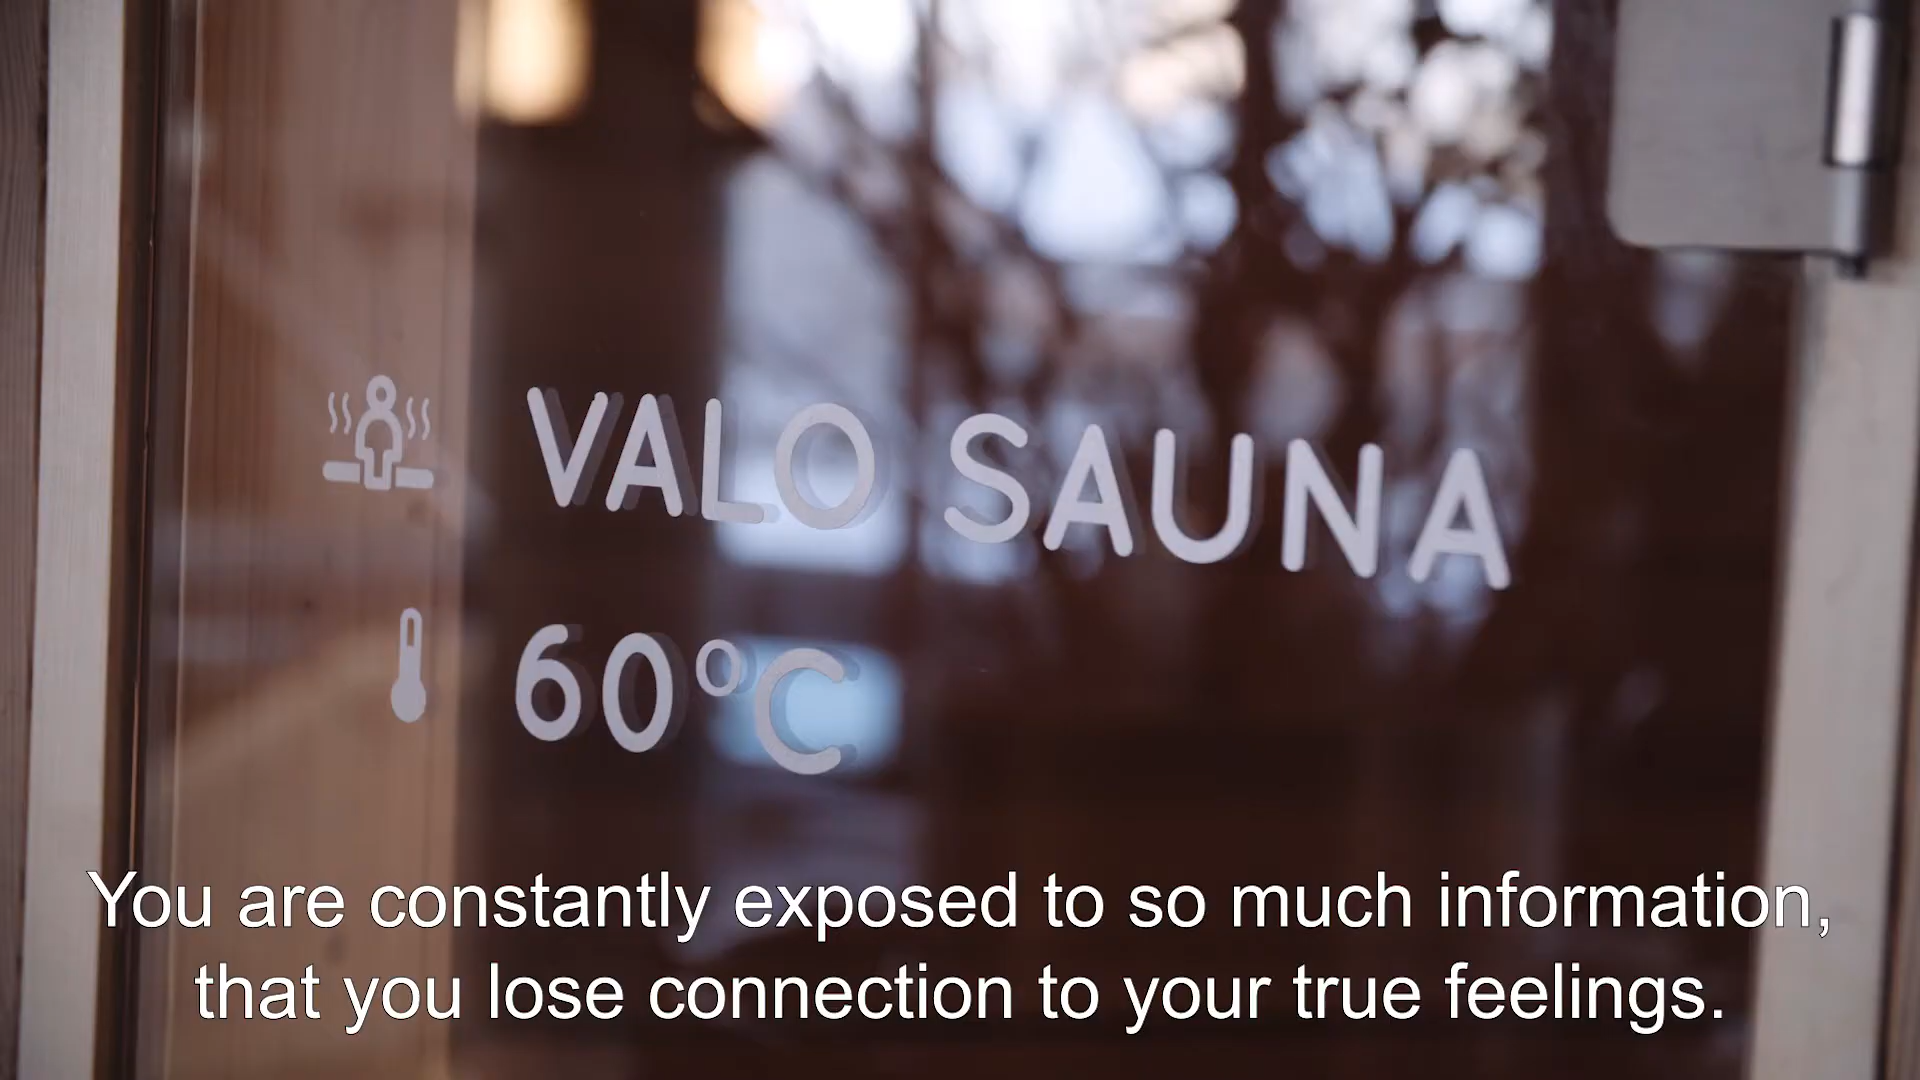 VALO SAUNA
60°C
You are constantly exposed to so much information,
that you lose connection to your true feelings.